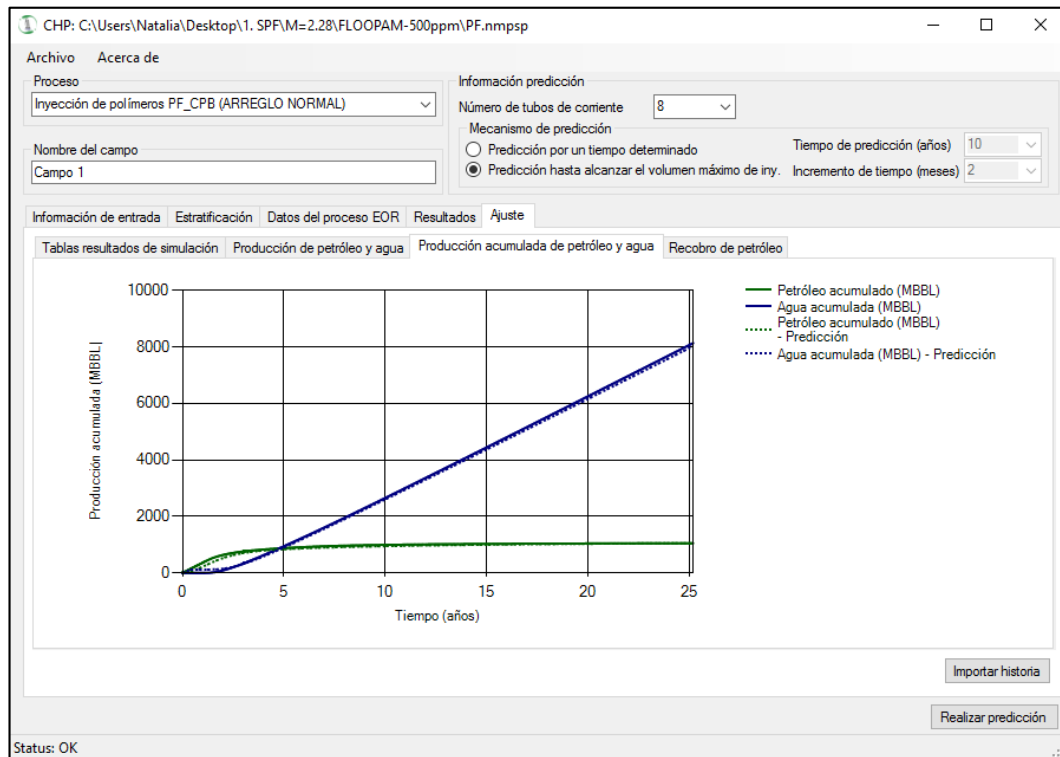 CHP: C:\Users\Natalia\Desktop\1. SPF\M=2.28\FLOOPAM-500ppm\PF.nmpsp
Archivo Acerca de
Proceso
Inyección de polímeros PF_CPB (ARREGLO NORMAL)
Nombre del campo
Campo 1
Información predicción
Número de tubos de corriente 8
Mecanismo de predicción
Predicción por un tiempo determinado
Predicción hasta alcanzar el volumen máximo de iny.
Tiempo de predicción (años) 10
Incremento de tiempo (meses) 2
Información de entrada Estratificación Datos del proceso EOR Resultados Ajuste
Tablas resultados de simulación Producción de petróleo y agua Producción acumulada de petróleo y agua Recobro de petróleo
Producción acumulada (MBBL)
10000
8000
6000
4000
2000
0
0 5 10 15 20 25
Tiempo (años)
Petróleo acumulado (MBBL)
Agua acumulada (MBBL)
Petróleo acumulado (MBBL)
- Predicción
Agua acumulada (MBBL) - Predicción
Importar historia
Realizar predicción
Status: OK